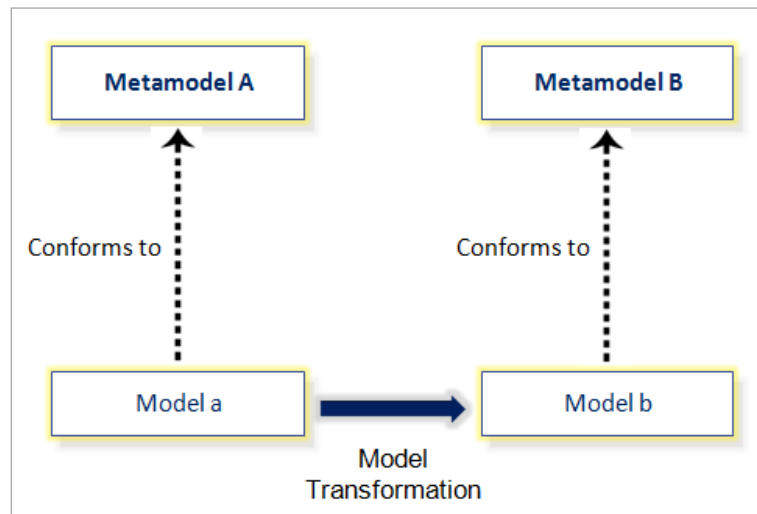 Metamodel A
Metamodel B
Conforms to
Conforms to
Model a
Model b
Model
Transformation